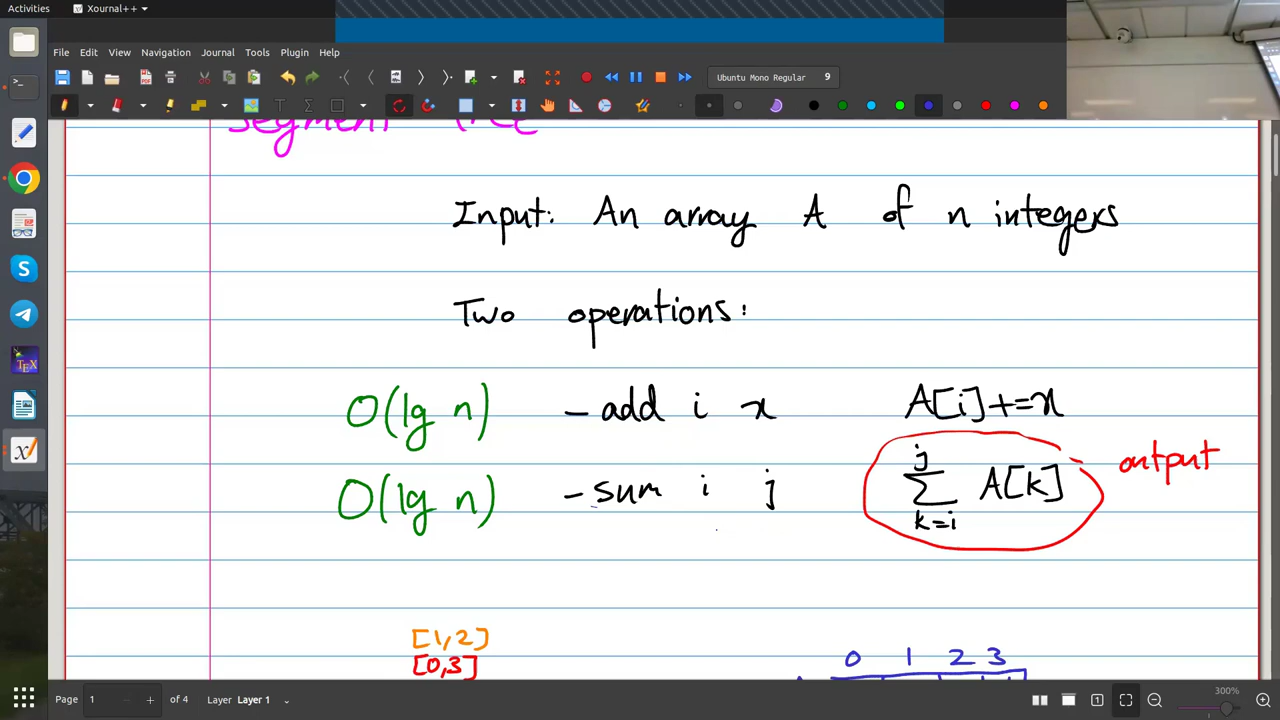 Activities Xournal++
File Edit View Navigation Journal Tools Plugin Help
Ubuntu Mono Regular 9
Segment Tree
Input: An array A of n integers
Two operations:
O(lg n) - add i x A[i]+=x
O(lg n) - sum i j j ∑ k=i A[k] output
[1,2]
[0,3]
0 1 2 3
Page 1 of 4 Layer Layer 1 300%